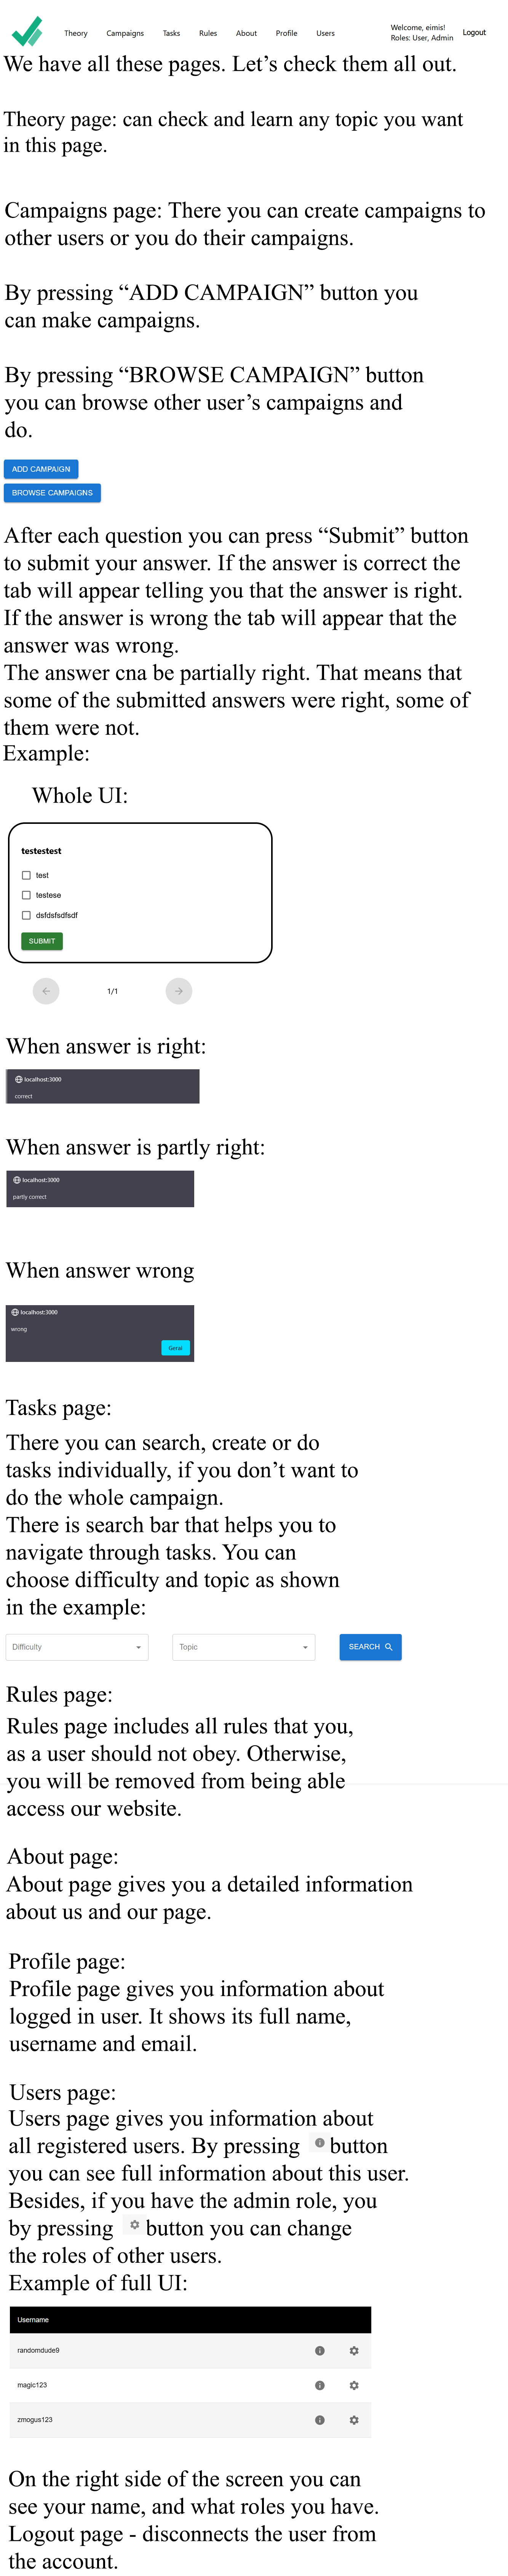 Theory Campaigns Tasks Rules About Profile Users
Welcome, eimis!
Roles: User, Admin
Logout
We have all these pages. Let’s check them all out.
Theory page: can check and learn any topic you want
in this page.
Campaigns page: There you can create campaigns to
other users or you do their campaigns.
By pressing “ADD CAMPAIGN” button you
can make campaigns.
By pressing “BROWSE CAMPAIGN” button
you can browse other user’s campaigns and
do.
ADD CAMPAIGN
BROWSE CAMPAIGNS
After each question you can press “Submit” button
to submit your answer. If the answer is correct the
tab will appear telling you that the answer is right.
If the answer is wrong the tab will appear that the
answer was wrong.
The answer cna be partially right. That means that
some of the submitted answers were right, some of
them were not.
Example:
Whole UI:
testestest
test
testese
dsfdsfsdfsdf
SUBMIT
1/1
When answer is right:
localhost:3000
correct
When answer is partly right:
localhost:3000
partly correct
When answer wrong
localhost:3000
wrong
Gerai
Tasks page:
There you can search, create or do
tasks individually, if you don’t want to
do the whole campaign.
There is search bar that helps you to
navigate through tasks. You can
choose difficulty and topic as shown
in the example:
Difficulty Topic SEARCH
Rules page:
Rules page includes all rules that you,
as a user should not obey. Otherwise,
you will be removed from being able
access our website.
About page:
About page gives you a detailed information
about us and our page.
Profile page:
Profile page gives you information about
logged in user. It shows its full name,
username and email.
Users page:
Users page gives you information about
all registered users. By pressing button
you can see full information about this user.
Besides, if you have the admin role, you
by pressing button you can change
the roles of other users.
Example of full UI:
Username
randomdude9
magic123
zmogus123
On the right side of the screen you can
see your name, and what roles you have.
Logout page - disconnects the user from
the account.